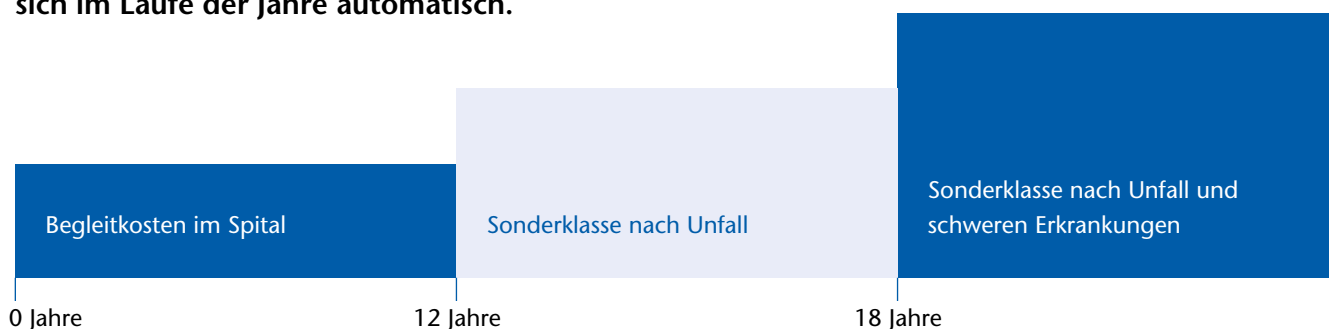 sich im Laufe der Jahre automatisch.
Begleitkosten im Spital
Sonderklasse nach Unfall
Sonderklasse nach Unfall und
schweren Erkrankungen
0 Jahre
12 Jahre
18 Jahre